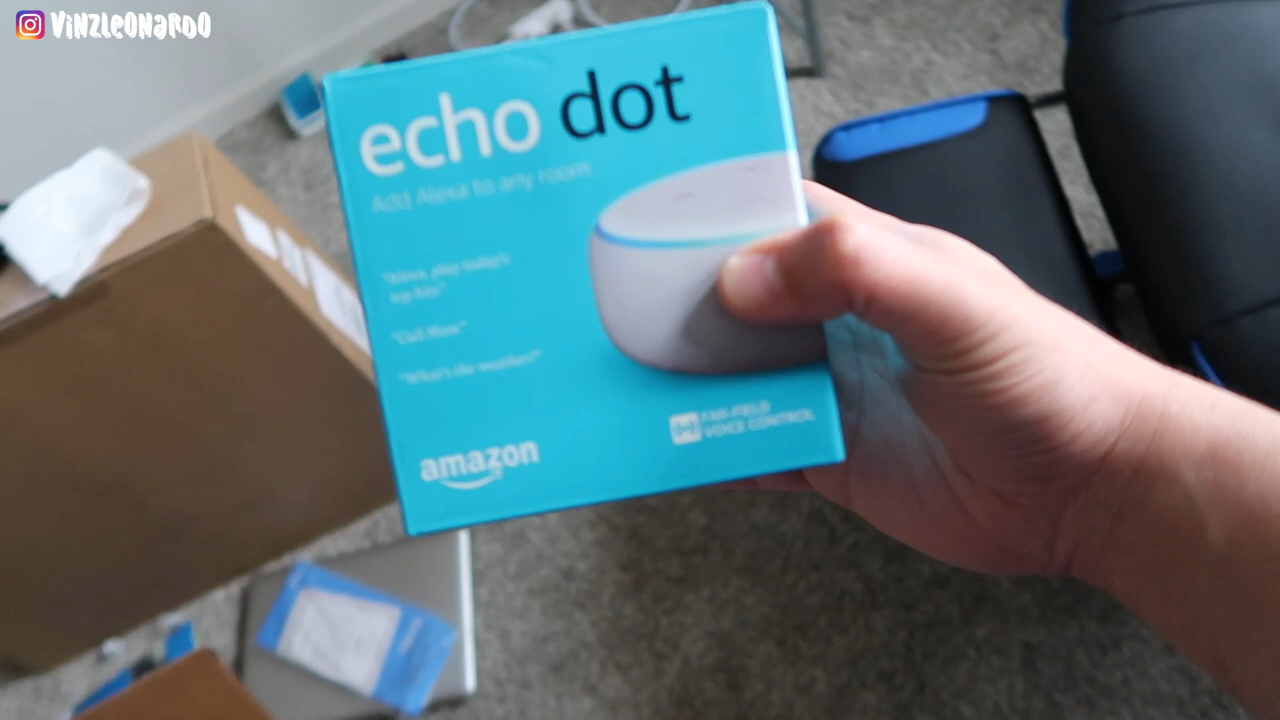 VinzLeonardo
echo dot
Add Alexa to any room
"Alexa, play today's
top hits"
"Call Mom"
"What's the weather?"
amazon
FAR-FIELD
VOICE CONTROL